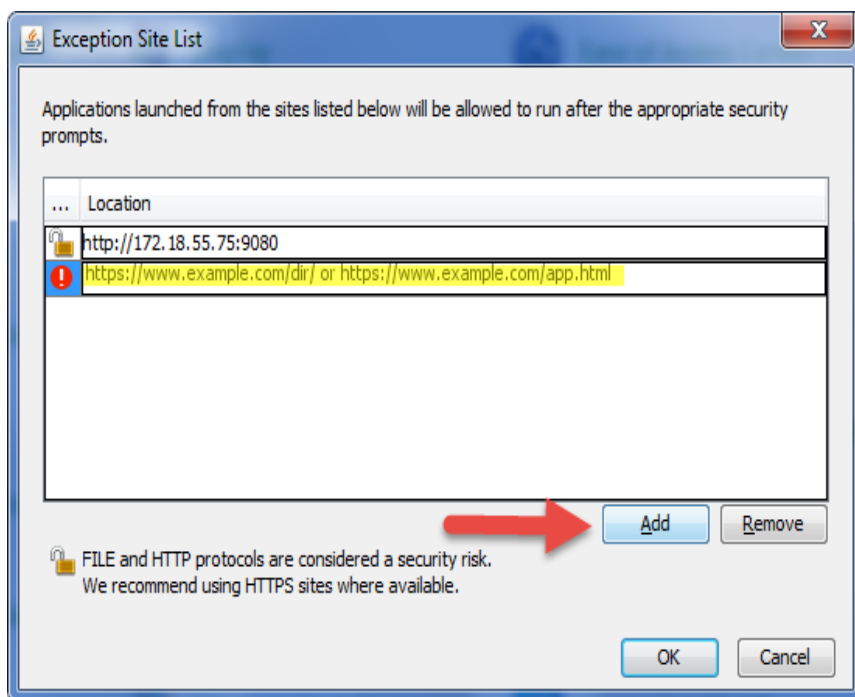 Exception Site List
X
Applications launched from the sites listed below will be allowed to run after the appropriate security
prompts.
... Location
http://172.18.55.75:9080
https://www.example.com/dir/ or https://www.example.com/app.html
Add Remove
FILE and HTTP protocols are considered a security risk.
We recommend using HTTPS sites where available.
OK Cancel